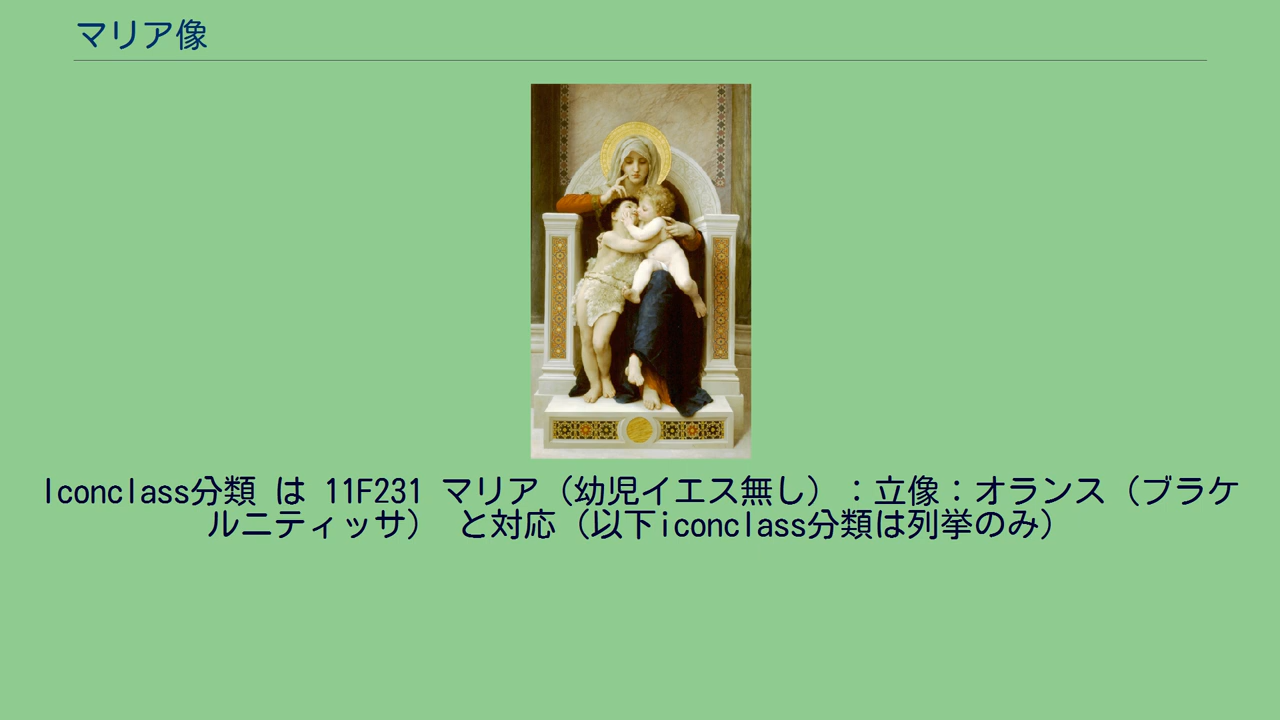 マリア像
Iconclass分類 は 11F231 マリア（幼児イエス無し）：立像：オランス（ブラケ
ルニティッサ） と対応（以下iconclass分類は列挙のみ）